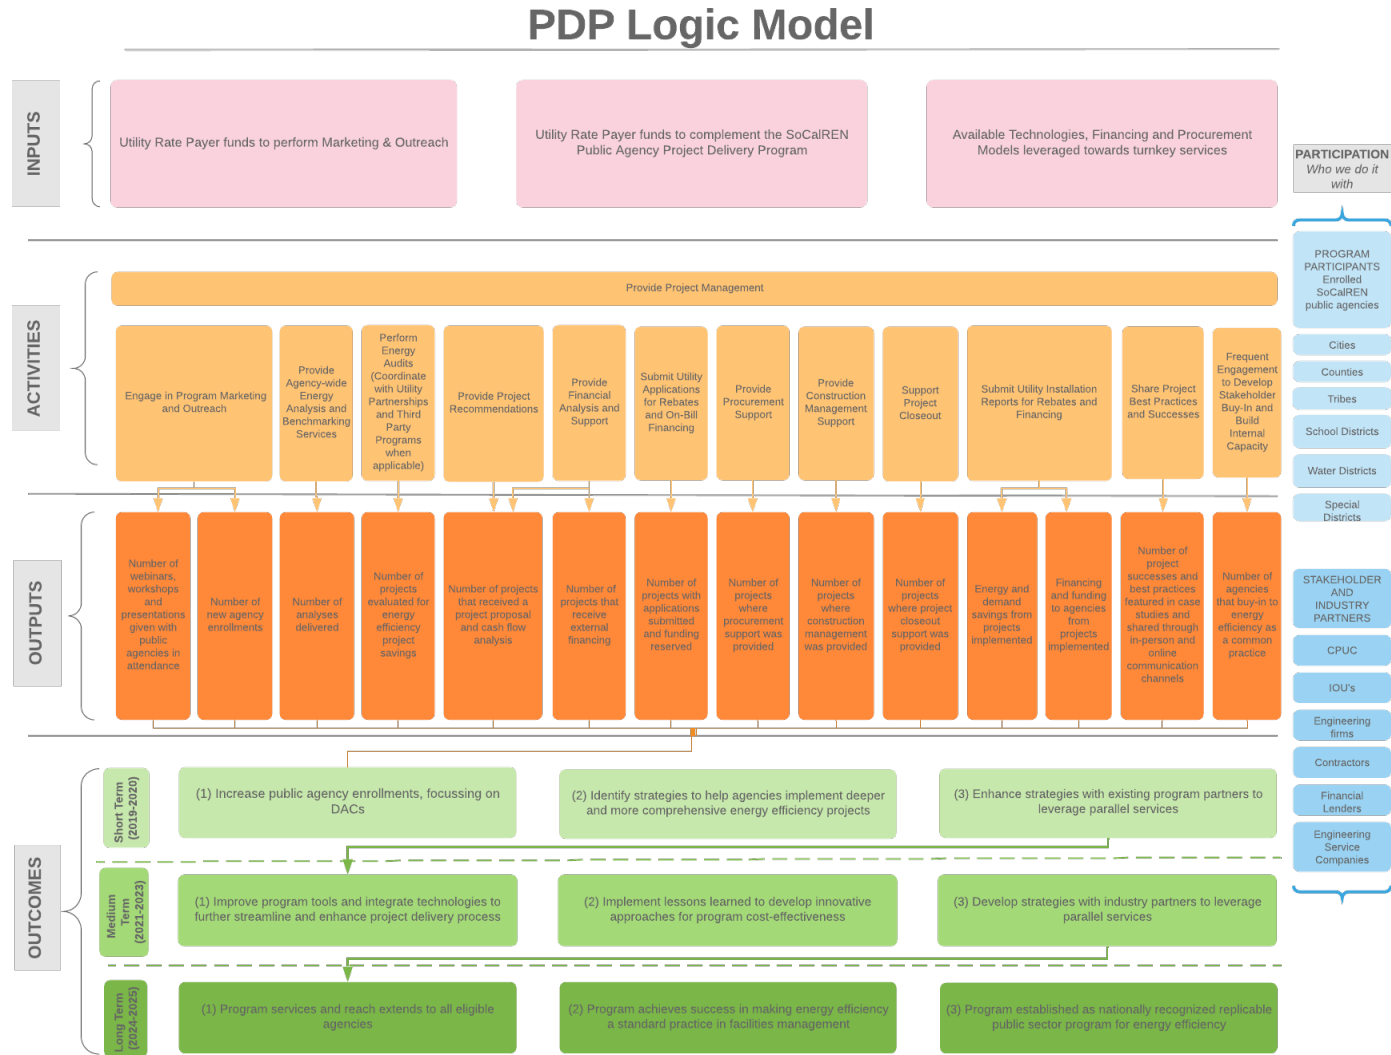 PDP Logic Model
INPUTS
Utility Rate Payer funds to perform Marketing & Outreach
Utility Rate Payer funds to complement the SoCalREN
Public Agency Project Delivery Program
Available Technologies, Financing and Procurement
Models leveraged towards turnkey services
PARTICIPATION
Who we do it
with
PROGRAM
PARTICIPANTS
Enrolled
SoCalREN
public agencies
Cities
Counties
Tribes
School Districts
Water Districts
Special
Districts
STAKEHOLDER
AND
INDUSTRY
PARTNERS
CPUC
IOU's
Engineering
firms
Contractors
Financial
Lenders
Engineering
Service
Companies
ACTIVITIES
Provide Project Management
Engage in Program Marketing
and Outreach
Provide
Agency-wide
Energy
Analysis and
Benchmarking
Services
Perform
Energy
Audits
(Coordinate
with Utility
Partnerships
and Third
Party
Programs
when
applicable)
Provide Project
Recommendations
Provide
Financial
Analysis and
Support
Submit Utility
Applications
for Rebates
and On-Bill
Financing
Provide
Procurement
Support
Provide
Construction
Management
Support
Support
Project
Closeout
Submit Utility Installation
Reports for Rebates and
Financing
Share Project
Best Practices
and Successes
Frequent
Engagement
to Develop
Stakeholder
Buy-In and
Build
Internal
Capacity
OUTPUTS
Number of
webinars,
workshops
and
presentations
given with
public
agencies in
attendance
Number of
new agency
enrollments
Number of
analyses
delivered
Number of
projects
evaluated for
energy
efficiency
project
savings
Number of projects
that received a
project proposal
and cash flow
analysis
Number of
projects that
receive
external
financing
Number of
projects with
applications
submitted
and funding
reserved
Number of
projects
where
procurement
support was
provided
Number of
projects
where
construction
management
was provided
Number of
projects
where project
closeout
support was
provided
Energy and
demand
savings from
projects
implemented
Financing
and funding
to agencies
from
projects
implemented
Number of
project
successes and
best practices
featured in case
studies and
shared through
in-person and
online
communication
channels
Number of
agencies
that buy-in to
energy
efficiency as
a common
practice
OUTCOMES
Short Term
(2019-2020)
(1) Increase public agency enrollments, focussing on
DACs
(2) Identify strategies to help agencies implement deeper
and more comprehensive energy efficiency projects
(3) Enhance strategies with existing program partners to
leverage parallel services
Medium
Term
(2021-2023)
(1) Improve program tools and integrate technologies to
further streamline and enhance project delivery process
(2) Implement lessons learned to develop innovative
approaches for program cost-effectiveness
(3) Develop strategies with industry partners to leverage
parallel services
Long Term
(2024-2025)
(1) Program services and reach extends to all eligible
agencies
(2) Program achieves success in making energy efficiency
a standard practice in facilities management
(3) Program established as nationally recognized replicable
public sector program for energy efficiency